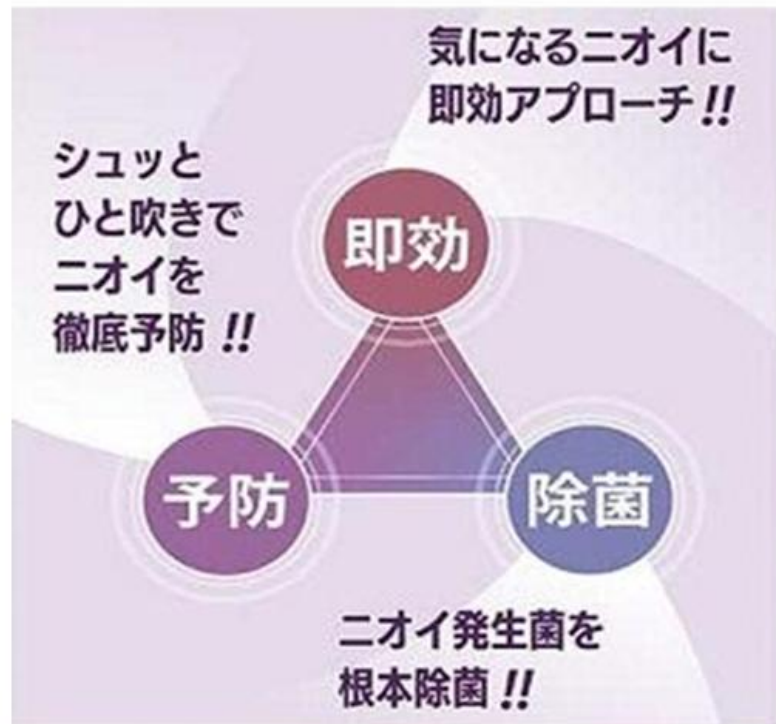 気になるニオイに
即効アプローチ!!
シュッと
ひと吹きで
ニオイを
徹底予防!!
即効
予防
除菌
ニオイ発生菌を
根本除菌!!